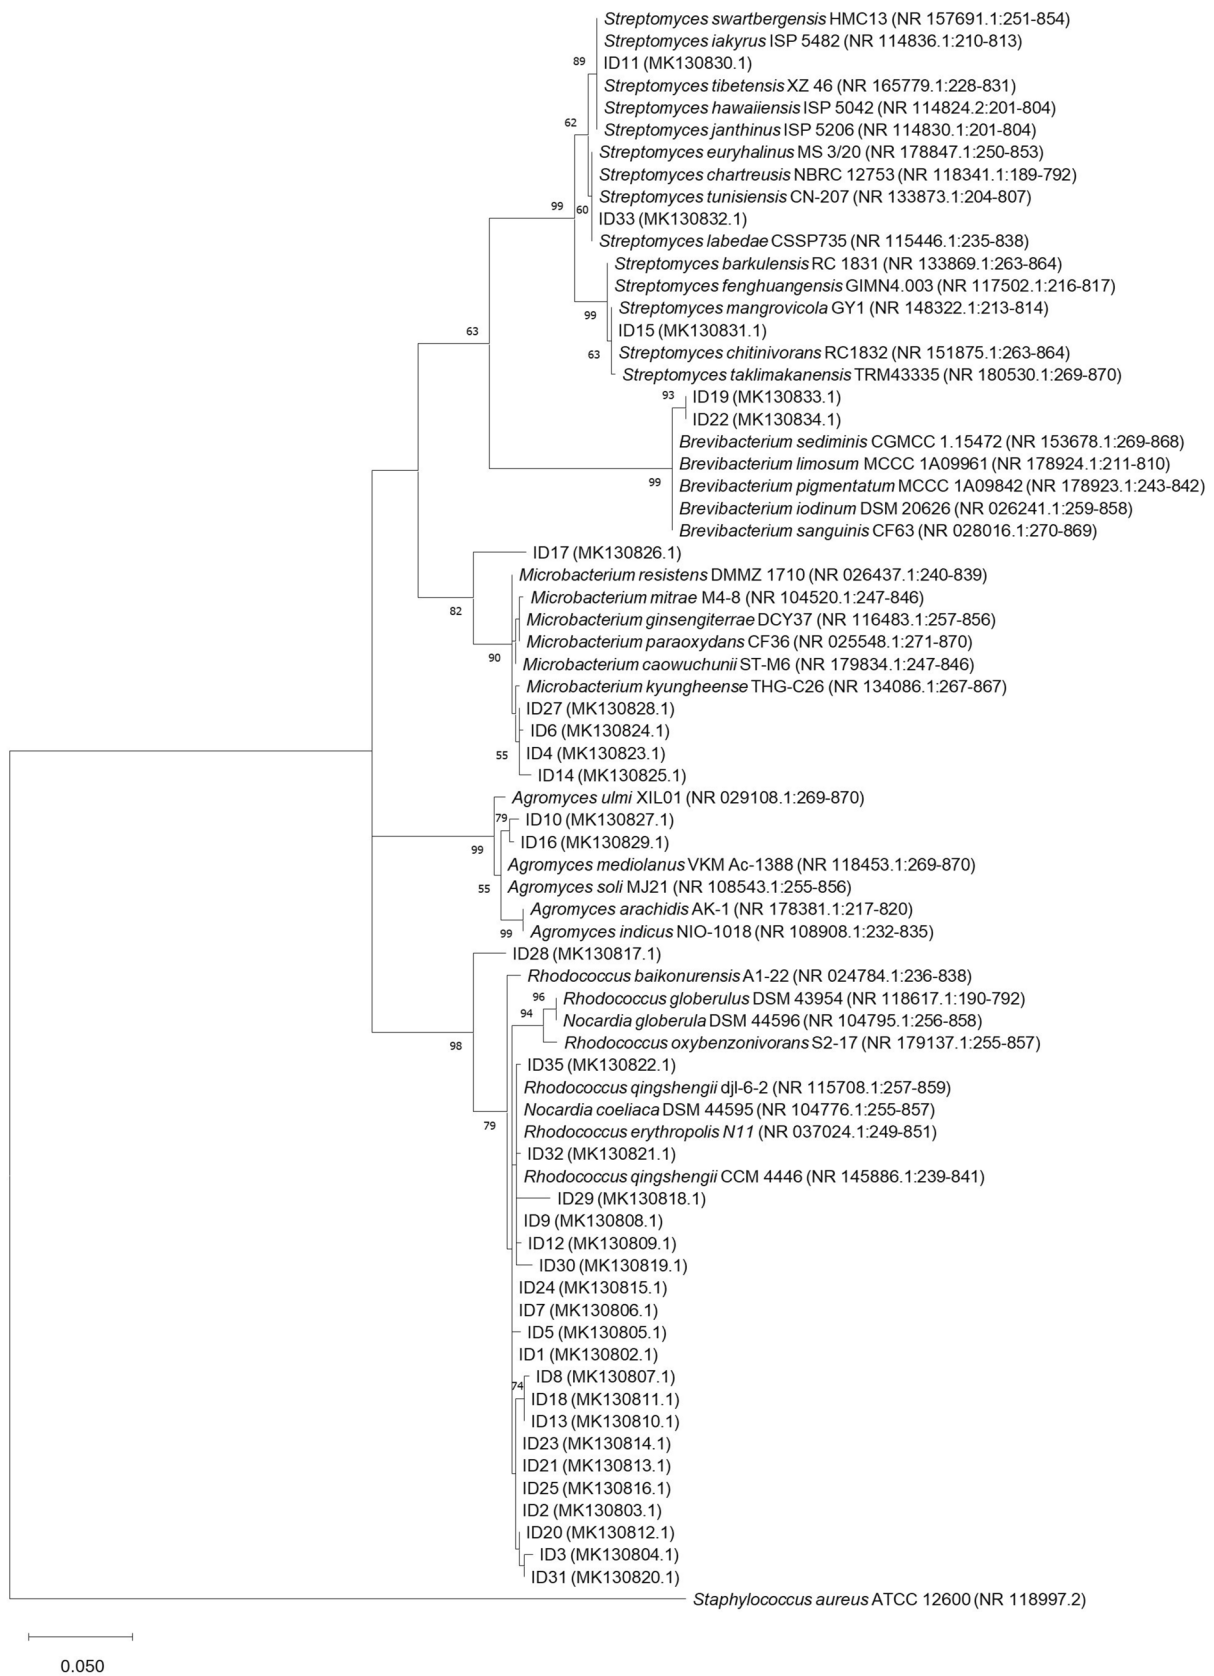 Streptomyces swartbergensis HMC13 (NR 157691.1:251-854)
Streptomyces iakyrus ISP 5482 (NR 114836.1:210-813)
89
ID11 (MK130830.1)
Streptomyces tibetensis XZ 46 (NR 165779.1:228-831)
Streptomyces hawaiiensis ISP 5042 (NR 114824.2:201-804)
62
Streptomyces janthinus ISP 5206 (NR 114830.1:201-804)
Streptomyces euryhalinus MS 3/20 (NR 178847.1:250-853)
Streptomyces chartreusis NBRC 12753 (NR 118341.1:189-792)
Streptomyces tunisiensis CN-207 (NR 133873.1:204-807)
99
60
ID33 (MK130832.1)
Streptomyces labedae CSSP735 (NR 115446.1:235-838)
Streptomyces barkulensis RC 1831 (NR 133869.1:263-864)
Streptomyces fenghuangensis GIMN4.003 (NR 117502.1:216-817)
Streptomyces mangrovicola GY1 (NR 148322.1:213-814)
99
63
ID15 (MK130831.1)
63
Streptomyces chitinivorans RC1832 (NR 151875.1:263-864)
Streptomyces taklimakanensis TRM43335 (NR 180530.1:269-870)
93
ID19 (MK130833.1)
ID22 (MK130834.1)
Brevibacterium sediminis CGMCC 1.15472 (NR 153678.1:269-868)
Brevibacterium limosum MCCC 1A09961 (NR 178924.1:211-810)
99
Brevibacterium pigmentatum MCCC 1A09842 (NR 178923.1:243-842)
Brevibacterium iodinum DSM 20626 (NR 026241.1:259-858)
Brevibacterium sanguinis CF63 (NR 028016.1:270-869)
ID17 (MK130826.1)
Microbacterium resistens DMMZ 1710 (NR 026437.1:240-839)
Microbacterium mitrae M4-8 (NR 104520.1:247-846)
82
Microbacterium ginsengiterrae DCY37 (NR 116483.1:257-856)
Microbacterium paraoxydans CF36 (NR 025548.1:271-870)
90
Microbacterium caowuchunii ST-M6 (NR 179834.1:247-846)
Microbacterium kyungheense THG-C26 (NR 134086.1:267-867)
ID27 (MK130828.1)
ID6 (MK130824.1)
55
ID4 (MK130823.1)
ID14 (MK130825.1)
Agromyces ulmi XIL01 (NR 029108.1:269-870)
79
ID10 (MK130827.1)
ID16 (MK130829.1)
99
Agromyces mediolanus VKM Ac-1388 (NR 118453.1:269-870)
55
Agromyces soli MJ21 (NR 108543.1:255-856)
Agromyces arachidis AK-1 (NR 178381.1:217-820)
99
Agromyces indicus NIO-1018 (NR 108908.1:232-835)
ID28 (MK130817.1)
Rhodococcus baikonurensis A1-22 (NR 024784.1:236-838)
96
Rhodococcus globerulus DSM 43954 (NR 118617.1:190-792)
94
Nocardia globerula DSM 44596 (NR 104795.1:256-858)
98
Rhodococcus oxybenzonivorans S2-17 (NR 179137.1:255-857)
ID35 (MK130822.1)
Rhodococcus qingshengii djl-6-2 (NR 115708.1:257-859)
Nocardia coeliaca DSM 44595 (NR 104776.1:255-857)
79
Rhodococcus erythropolis N11 (NR 037024.1:249-851)
ID32 (MK130821.1)
Rhodococcus qingshengii CCM 4446 (NR 145886.1:239-841)
ID29 (MK130818.1)
ID9 (MK130808.1)
ID12 (MK130809.1)
ID30 (MK130819.1)
ID24 (MK130815.1)
ID7 (MK130806.1)
ID5 (MK130805.1)
ID1 (MK130802.1)
ID8 (MK130807.1)
74
ID18 (MK130811.1)
ID13 (MK130810.1)
ID23 (MK130814.1)
ID21 (MK130813.1)
ID25 (MK130816.1)
ID2 (MK130803.1)
ID20 (MK130812.1)
ID3 (MK130804.1)
ID31 (MK130820.1)
Staphylococcus aureus ATCC 12600 (NR 118997.2)
0.050